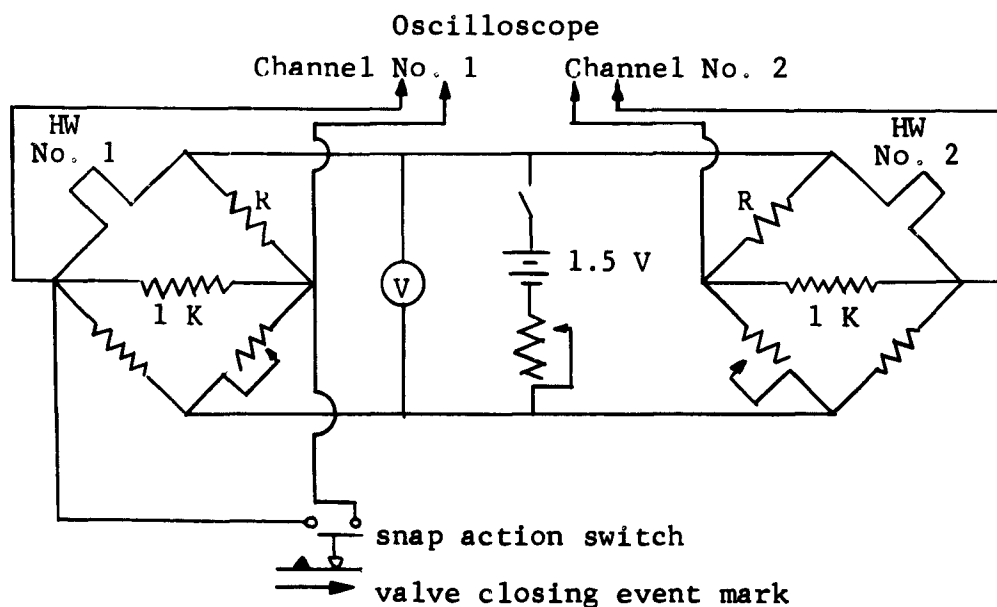 Oscilloscope
Channel No. 1
Channel No. 2
HW
No. 1
HW
No. 2
R
R
V
1.5 V
1 K
1 K
snap action switch
valve closing event mark